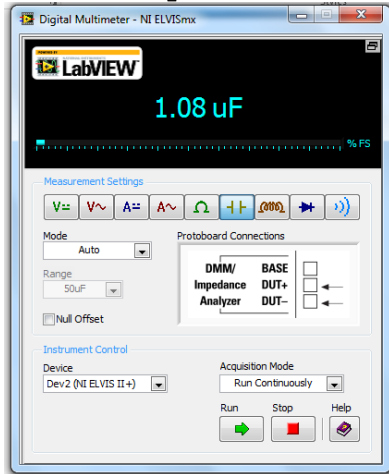 Digital Multimeter - NI ELVISmx
LabVIEW
1.08 uF
% FS
Measurement Settings
V= V~ A= A~ Ω
Mode
Protoboard Connections
Auto
Range
50uF
DMM/ BASE
Impedance DUT+
Analyzer DUT-
Null Offset
Instrument Control
Device
Acquisition Mode
Dev2 (NI ELVIS II+)
Run Continuously
Run Stop Help